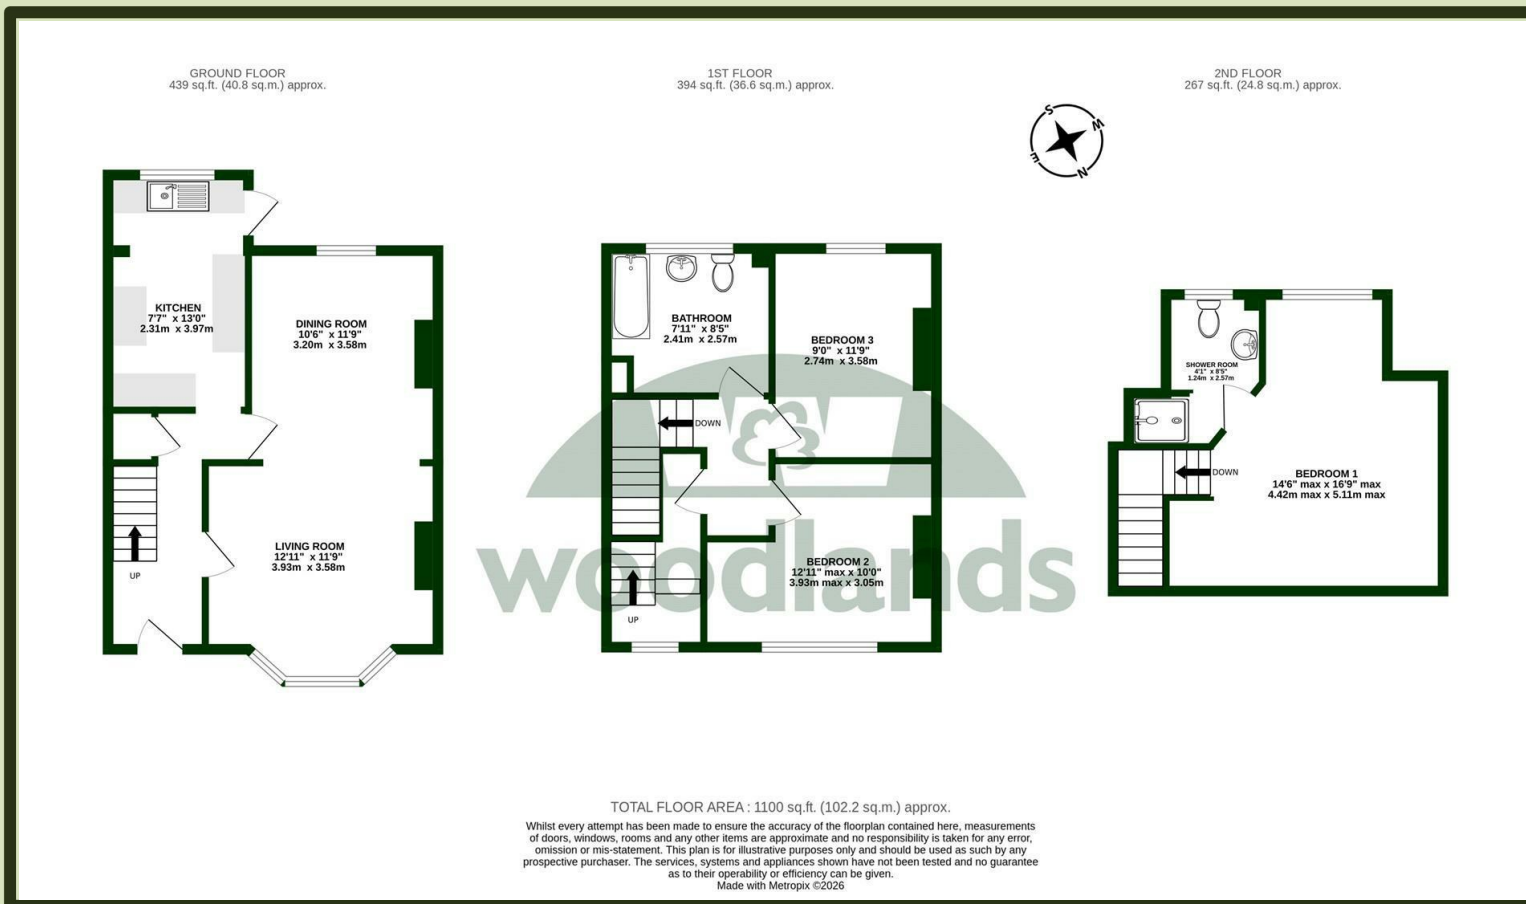 GROUND FLOOR
439 sq.ft. (40.8 sq.m.) approx.
1ST FLOOR
394 sq.ft. (36.6 sq.m.) approx.
2ND FLOOR
267 sq.ft. (24.8 sq.m.) approx.
S
W
E
N
KITCHEN
7'7" x 13'0"
2.31m x 3.97m
DINING ROOM
10'6" x 11'9"
3.20m x 3.58m
LIVING ROOM
12'11" x 11'9"
3.93m x 3.58m
UP
BATHROOM
7'11" x 8'5"
2.41m x 2.57m
BEDROOM 3
9'0" x 11'9"
2.74m x 3.58m
DOWN
BEDROOM 2
12'11" max x 10'0"
3.93m max x 3.05m
UP
woodlands
SHOWER ROOM
4'1" x 8'5"
1.24m x 2.57m
DOWN
BEDROOM 1
14'6" max x 16'9" max
4.42m max x 5.11m max
TOTAL FLOOR AREA : 1100 sq.ft. (102.2 sq.m.) approx.
Whilst every attempt has been made to ensure the accuracy of the floorplan contained here, measurements
of doors, windows, rooms and any other items are approximate and no responsibility is taken for any error,
omission or mis-statement. This plan is for illustrative purposes only and should be used as such by any
prospective purchaser. The services, systems and appliances shown have not been tested and no guarantee
as to their operability or efficiency can be given.
Made with Metropix ©2026